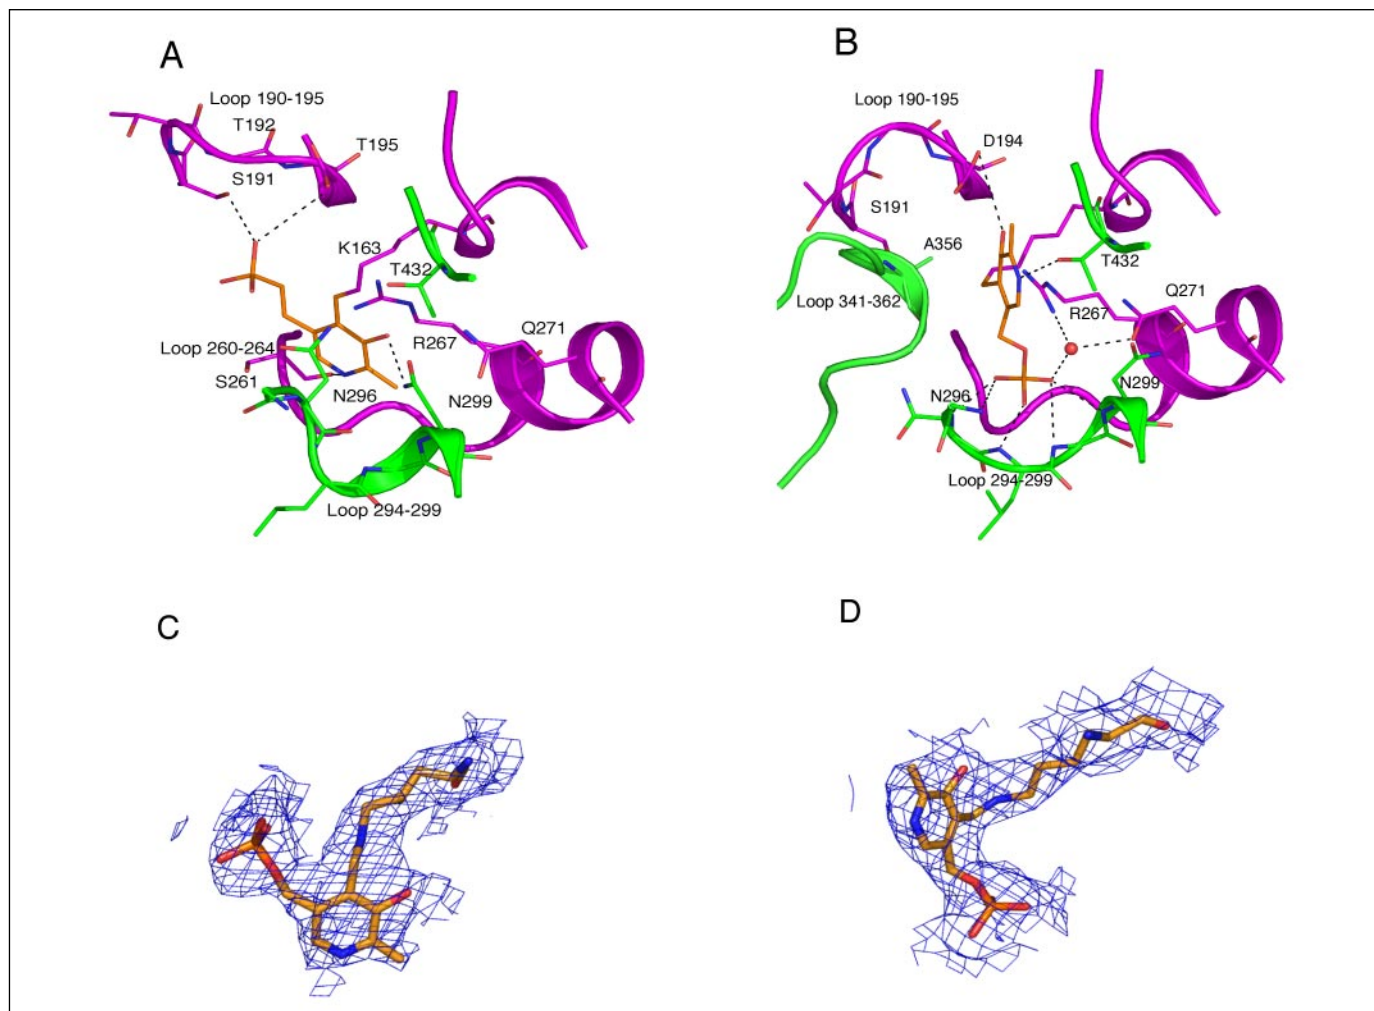 A
Loop 190-195
T192
T195
S191
K163
T432
Q271
R267
Loop 260-264
S261
N296
N299
Loop 294-299
B
Loop 190-195
D194
S191
A356
T432
Loop 341-362
Q271
R267
N299
N296
Loop 294-299
C
D